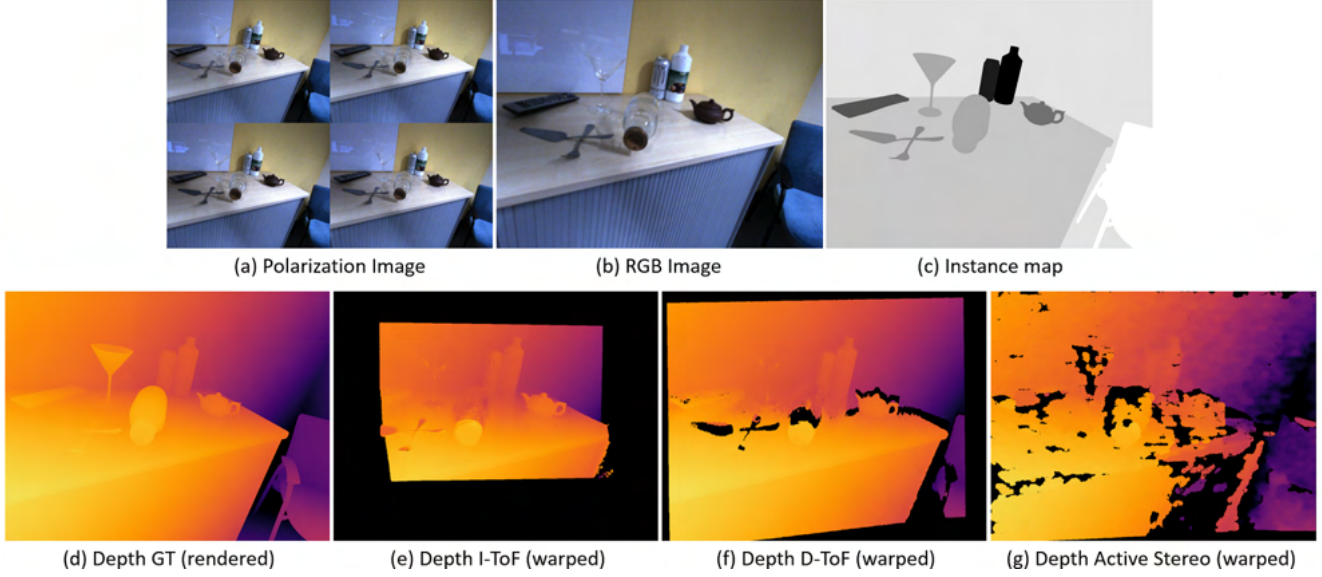 (a) Polarization Image
(b) RGB Image
(c) Instance map
(d) Depth GT (rendered)
(e) Depth I-ToF (warped)
(f) Depth D-ToF (warped)
(g) Depth Active Stereo (warped)